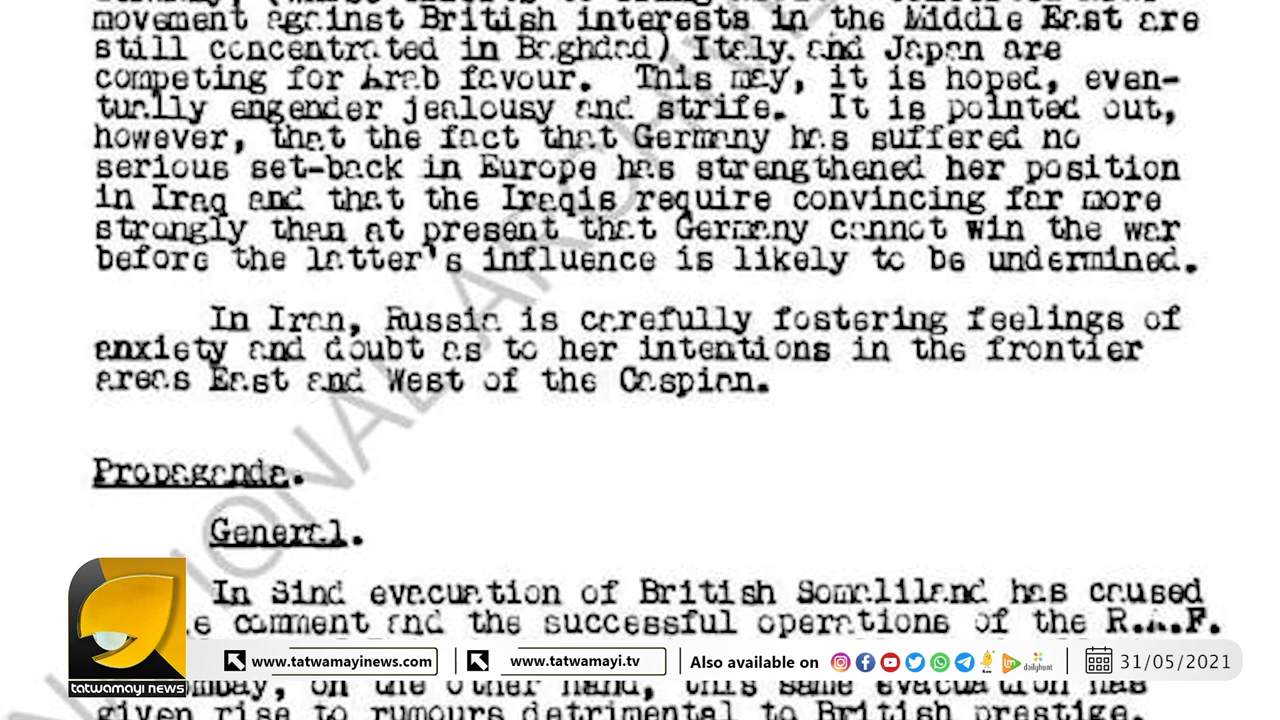 movement against British interests in the Middle East are
still concentrated in Baghdad) Italy and Japan are
competing for Arab favour. This may, it is hoped, even-
tually engender jealousy and strife. It is pointed out,
however, that the fact that Germany has suffered no
serious set-back in Europe has strengthened her position
in Iraq and that the Iraqis require convincing far more
strongly than at present that Germany cannot win the war
before the latter's influence is likely to be undermined.
In Iran, Russia is carefully fostering feelings of
anxiety and doubt as to her intentions in the frontier
areas East and West of the Caspian.
Propaganda.
General.
In Sind evacuation of British Somaliland has caused
comment and the successful operations of the R.A.F.
www.tatwamayinews.com www.tatwamayi.tv Also available on dailyhunt 31/05/2021
tatwamayi news
on the other hand, this same evacuation has
given rise to rumours detrimental to British prestige.